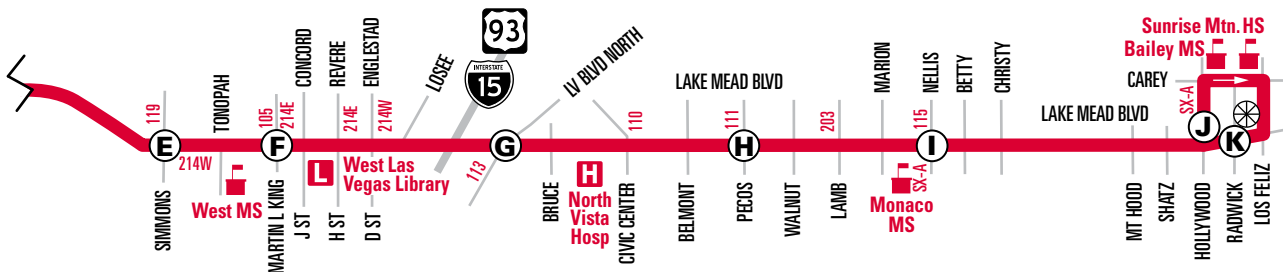 93
INTERSTATE
15
Sunrise Mtn. HS
Bailey MS
CONCORD
REVERE
ENGLESTAD
LOSEE
LV BLVD NORTH
LAKE MEAD BLVD
MARION
NELLIS
BETTY
CHRISTY
CAREY
LAKE MEAD BLVD
119
TONOPAH
105
214E
214E
214W
110
111
203
115
SX-A
E
F
G
H
I
J
K
214W
West MS
L
West Las
Vegas Library
113
H
North
Vista
Hosp
Monaco
MS
SX-A
SIMMONS
MARTIN L KING
J ST
H ST
D ST
BRUCE
CIVIC CENTER
BELMONT
PECOS
WALNUT
LAMB
MT HOOD
SHATZ
HOLLYWOOD
RADWICK
LOS FELIZ